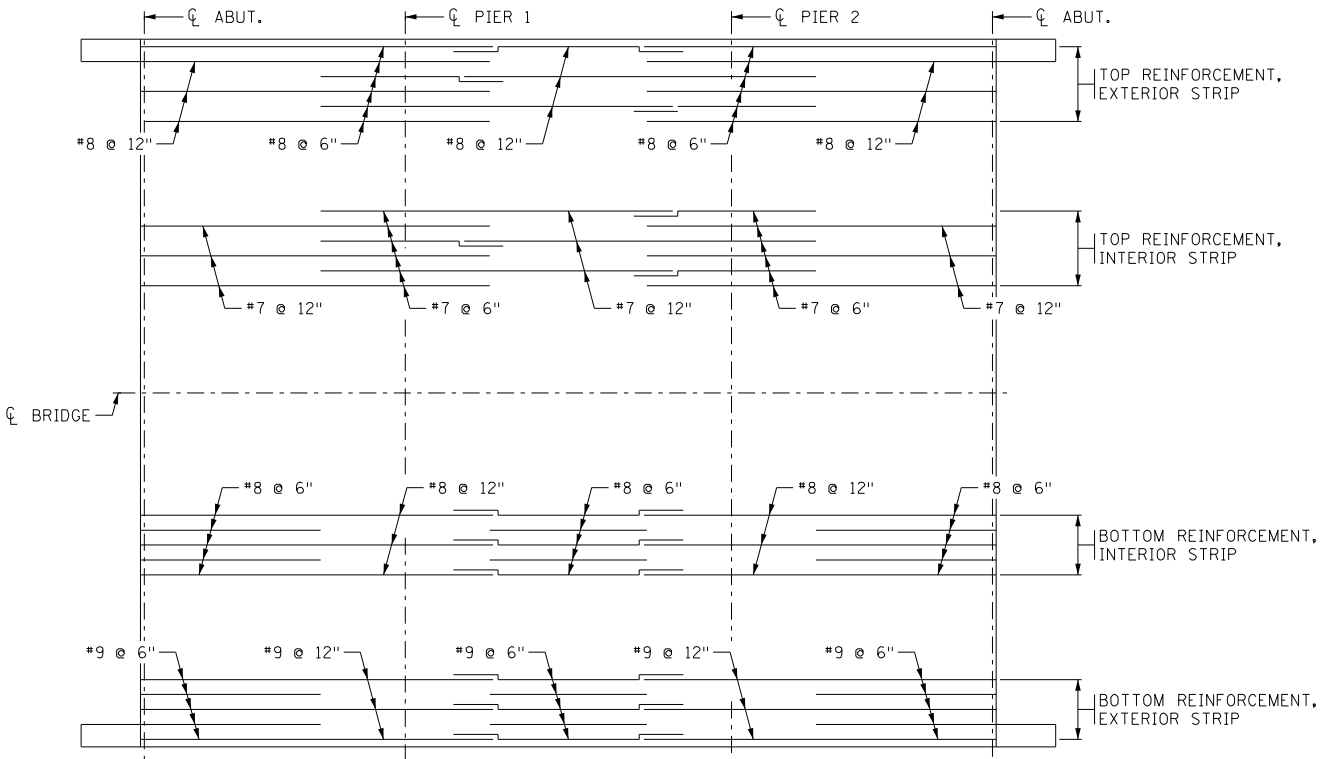 ℄ ABUT. ℄ PIER 1 ℄ PIER 2 ℄ ABUT.
TOP REINFORCEMENT,
EXTERIOR STRIP
#8 @ 12" #8 @ 6" #8 @ 12" #8 @ 6" #8 @ 12"
TOP REINFORCEMENT,
INTERIOR STRIP
#7 @ 12" #7 @ 6" #7 @ 12" #7 @ 6" #7 @ 12"
℄ BRIDGE
#8 @ 6" #8 @ 12" #8 @ 6" #8 @ 12" #8 @ 6"
BOTTOM REINFORCEMENT,
INTERIOR STRIP
#9 @ 6" #9 @ 12" #9 @ 6" #9 @ 12" #9 @ 6"
BOTTOM REINFORCEMENT,
EXTERIOR STRIP